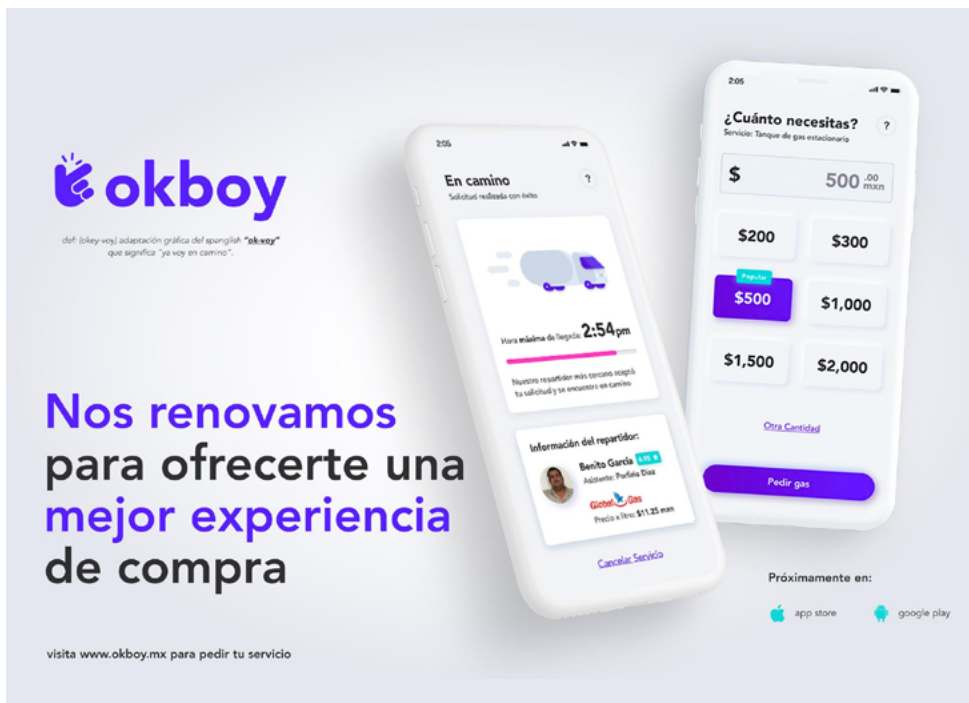 okboy
def: (okey-voy) adaptación gráfica del spanglish "ok-voy"
que significa "ya voy en camino".
Nos renovamos
para ofrecerte una
mejor experiencia
de compra
visita www.okboy.mx para pedir tu servicio
2:05
En camino
?
Solicitud realizada con éxito
Hora máxima de llegada: 2:54pm
Nuestro repartidor más cercano aceptó
tu solicitud y se encuentra en camino
Información del repartidor:
Benito García 4.95
Asistente: Porfirio Díaz
Global Gas
Precio x litro: $11.25 mxn
Cancelar Servicio
2:05
¿Cuánto necesitas?
?
Servicio: Tanque de gas estacionario
$ 500 .00
mxn
$200 $300
Popular
$500 $1,000
$1,500 $2,000
Otra Cantidad
Pedir gas
Próximamente en:
app store google play